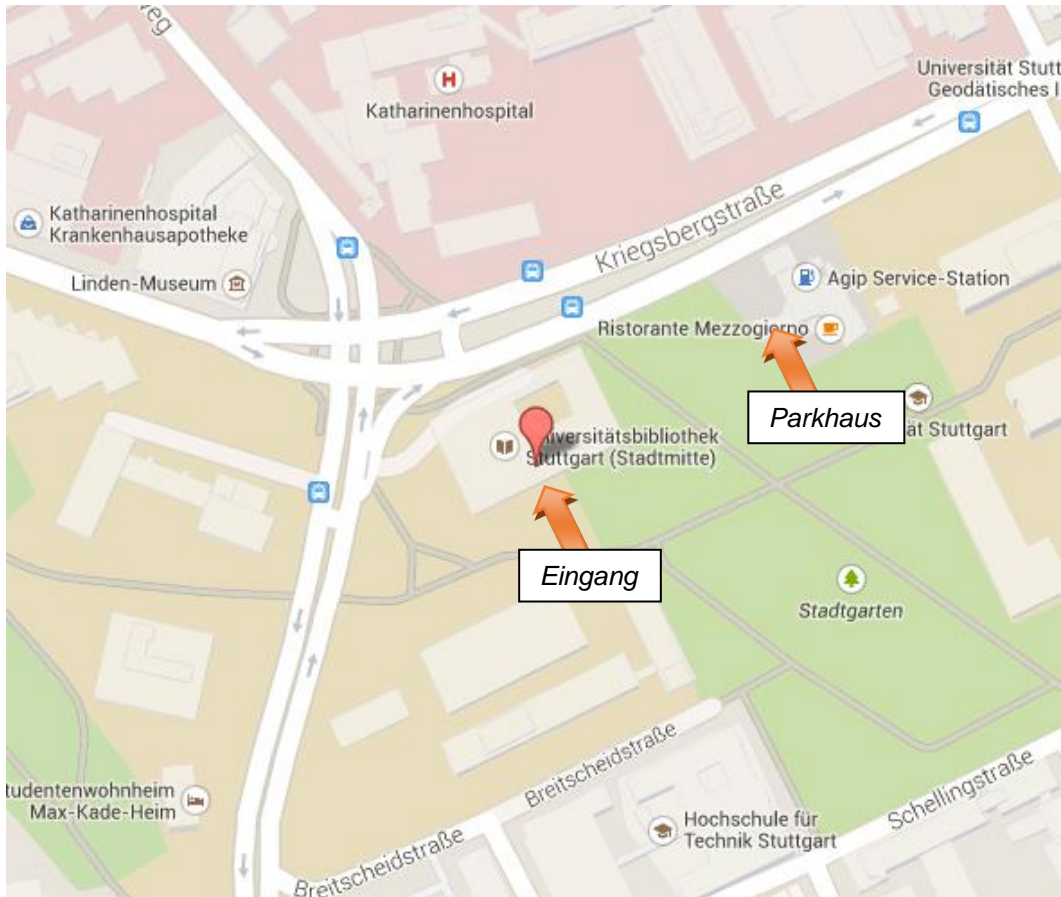 weg
H
Katharinenhospital
Universität Stutt
Geodätisches I
Katharinenhospital
Krankenhausapotheke
Kriegsbergstraße
Linden-Museum
Agip Service-Station
Ristorante Mezzogiorno
Parkhaus
ät Stuttgart
Universitätsbibliothek
Stuttgart (Stadtmitte)
Eingang
Stadtgarten
Breitscheidstraße
Schellingstraße
tudentenwohnheim
Max-Kade-Heim
Hochschule für
Technik Stuttgart
Breitscheidstraße